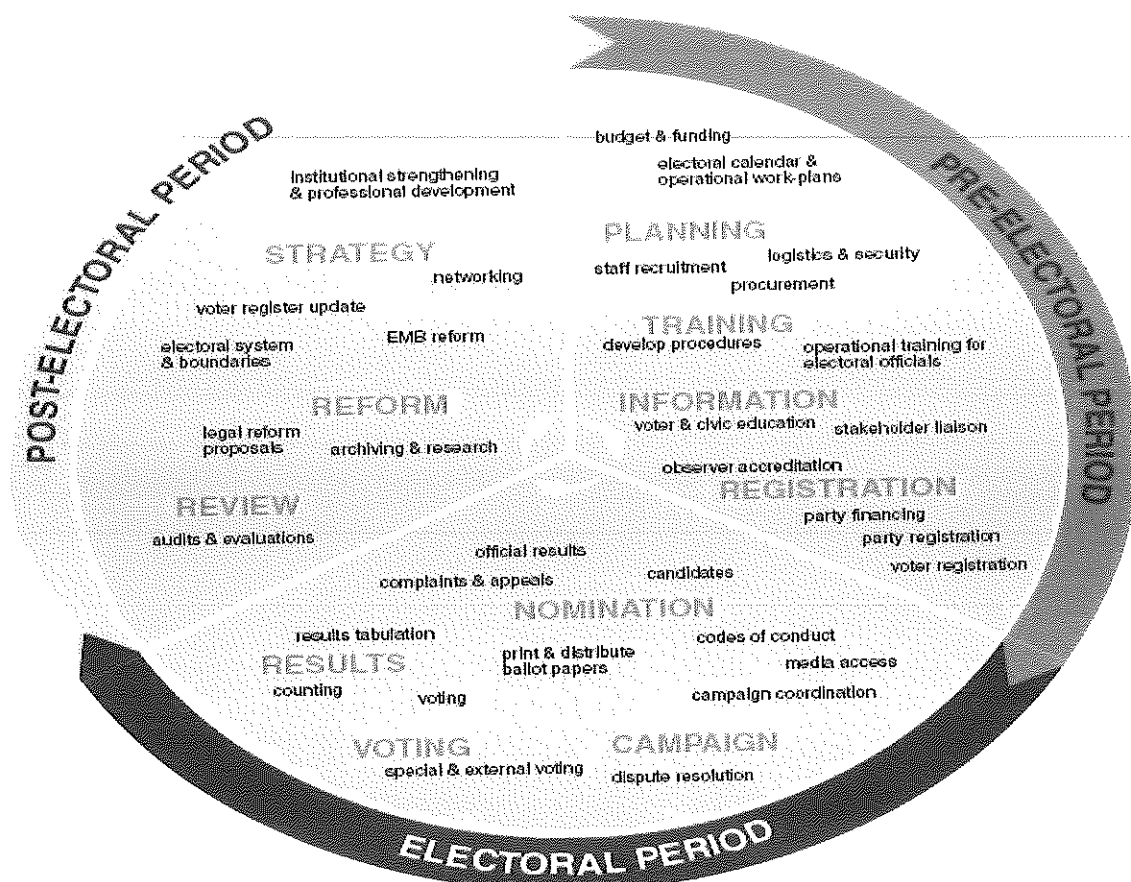 PRE-ELECTORAL PERIOD
budget & funding
electoral calendar &
operational work-plans
PLANNING
logistics & security
staff recruitment
procurement
TRAINING
develop procedures
operational training for
electoral officials
INFORMATION
voter & civic education
stakeholder liaison
observer accreditation
REGISTRATION
party financing
party registration
voter registration
ELECTORAL PERIOD
official results
complaints & appeals
candidates
NOMINATION
results tabulation
print & distribute
ballot papers
codes of conduct
RESULTS
media access
counting
voting
campaign coordination
VOTING
CAMPAIGN
special & external voting
dispute resolution
POST-ELECTORAL PERIOD
institutional strengthening
& professional development
STRATEGY
networking
voter register update
electoral system
& boundaries
EMB reform
REFORM
legal reform
proposals
archiving & research
REVIEW
audits & evaluations